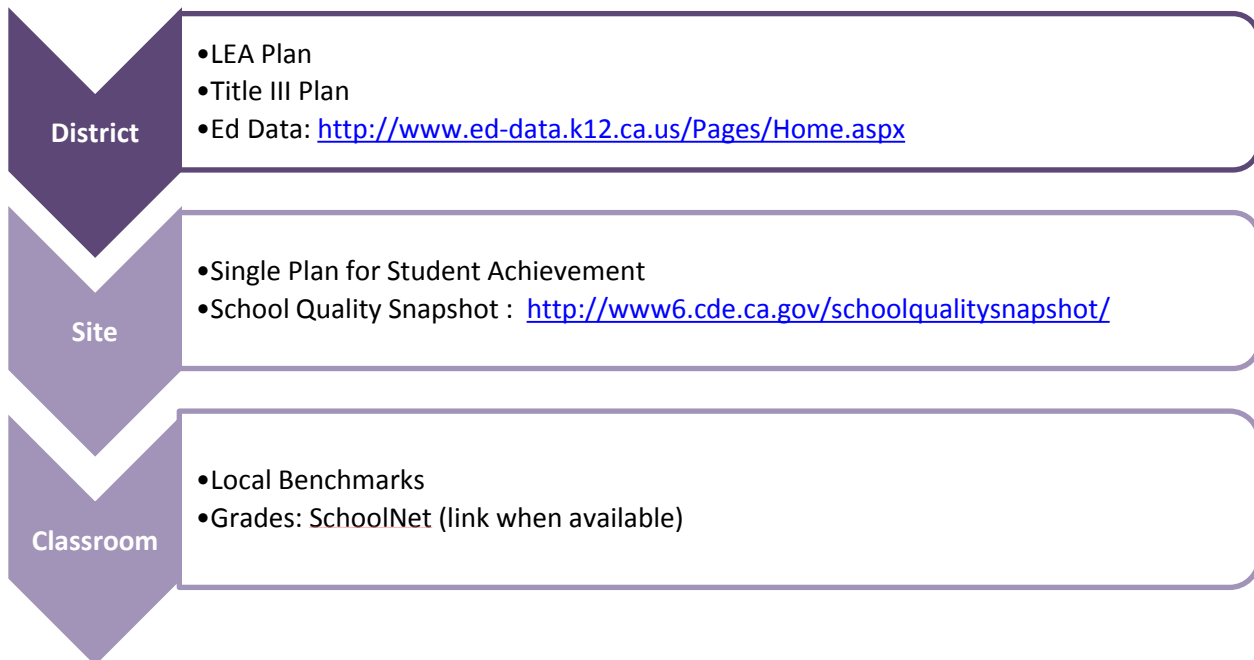 District
•LEA Plan
•Title III Plan
•Ed Data: http://www.ed-data.k12.ca.us/Pages/Home.aspx
Site
•Single Plan for Student Achievement
•School Quality Snapshot : http://www6.cde.ca.gov/schoolqualitysnapshot/
Classroom
•Local Benchmarks
•Grades: SchoolNet (link when available)